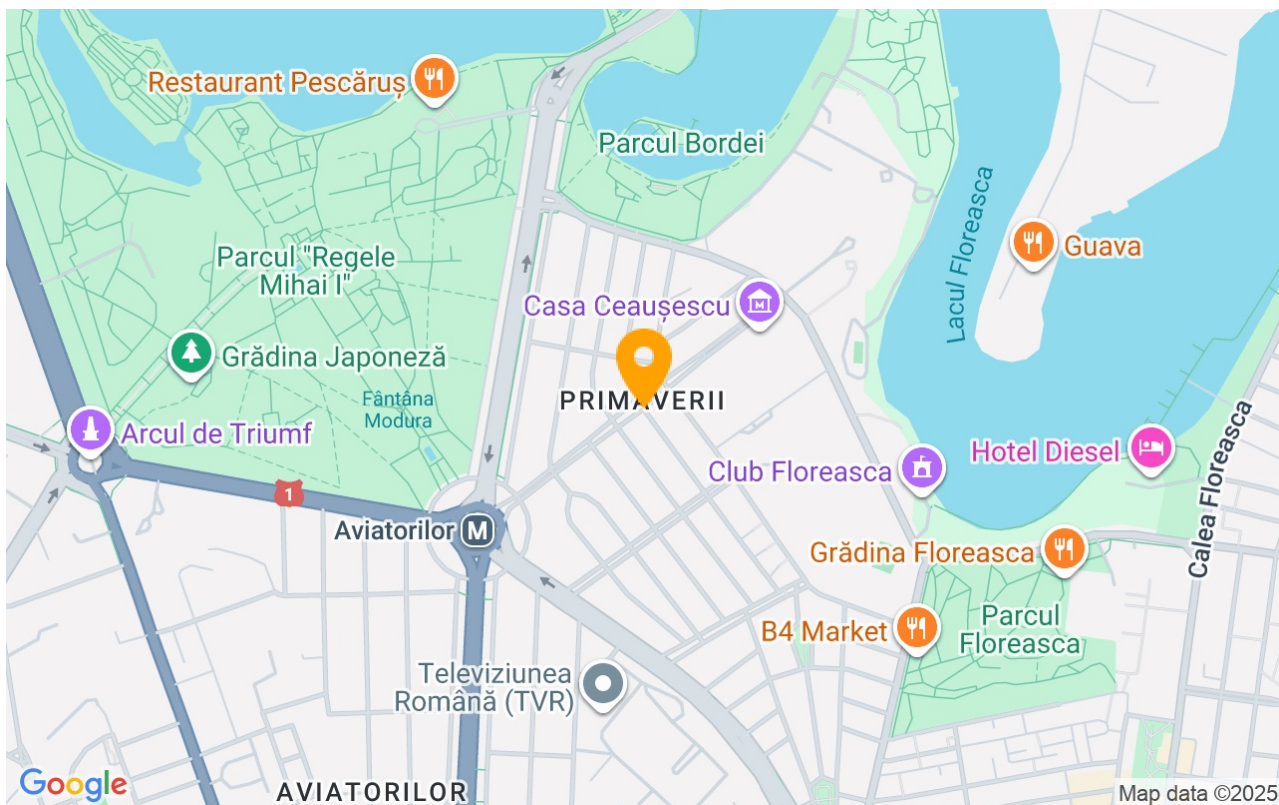 Restaurant Pescăruș
Parcul Bordei
Lacul Floreasca
Guava
Parcul "Regele
Mihai I"
Casa Ceaușescu
Grădina Japoneză
Fântâna
Modura
PRIMĂVERII
Arcul de Triumf
Club Floreasca
Hotel Diesel
Calea Floreasca
1
Aviatorilor M
Grădina Floreasca
B4 Market
Parcul
Floreasca
Televiziunea
Română (TVR)
Google
AVIATORILOR
Map data ©2025